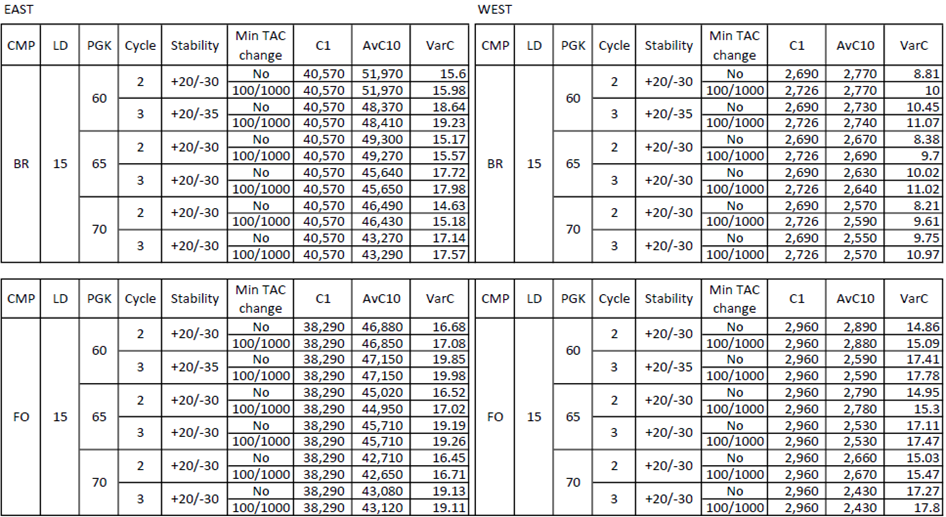 EAST WEST
CMP LD PGK Cycle Stability Min TAC change C1 AvC10 VarC CMP LD PGK Cycle Stability Min TAC change C1 AvC10 VarC
BR 15 60 2 +20/-30 No 40,570 51,970 15.6 BR 15 60 2 +20/-30 No 2,690 2,770 8.81
100/1000 40,570 51,970 15.98 100/1000 2,726 2,770 10
3 +20/-35 No 40,570 48,370 18.64 3 +20/-35 No 2,690 2,730 10.45
100/1000 40,570 48,410 19.23 100/1000 2,726 2,740 11.07
65 2 +20/-30 No 40,570 49,300 15.17 65 2 +20/-30 No 2,690 2,670 8.38
100/1000 40,570 49,270 15.57 100/1000 2,726 2,690 9.7
3 +20/-30 No 40,570 45,640 17.72 3 +20/-30 No 2,690 2,630 10.02
100/1000 40,570 45,650 17.98 100/1000 2,726 2,640 11.02
70 2 +20/-30 No 40,570 46,490 14.63 70 2 +20/-30 No 2,690 2,570 8.21
100/1000 40,570 46,430 15.18 100/1000 2,726 2,590 9.61
3 +20/-30 No 40,570 43,270 17.14 3 +20/-30 No 2,690 2,550 9.75
100/1000 40,570 43,290 17.57 100/1000 2,726 2,570 10.97
CMP LD PGK Cycle Stability Min TAC change C1 AvC10 VarC CMP LD PGK Cycle Stability Min TAC change C1 AvC10 VarC
FO 15 60 2 +20/-30 No 38,290 46,880 16.68 FO 15 60 2 +20/-30 No 2,960 2,890 14.86
100/1000 38,290 46,850 17.08 100/1000 2,960 2,880 15.09
3 +20/-35 No 38,290 47,150 19.85 3 +20/-35 No 2,960 2,590 17.41
100/1000 38,290 47,150 19.98 100/1000 2,960 2,590 17.78
65 2 +20/-30 No 38,290 45,020 16.52 65 2 +20/-30 No 2,960 2,790 14.95
100/1000 38,290 44,950 17.02 100/1000 2,960 2,780 15.3
3 +20/-30 No 38,290 45,710 19.19 3 +20/-30 No 2,960 2,530 17.11
100/1000 38,290 45,710 19.26 100/1000 2,960 2,530 17.47
70 2 +20/-30 No 38,290 42,710 16.45 70 2 +20/-30 No 2,960 2,660 15.03
100/1000 38,290 42,650 16.71 100/1000 2,960 2,670 15.47
3 +20/-30 No 38,290 43,080 19.13 3 +20/-30 No 2,960 2,430 17.27
100/1000 38,290 43,120 19.11 100/1000 2,960 2,430 17.8